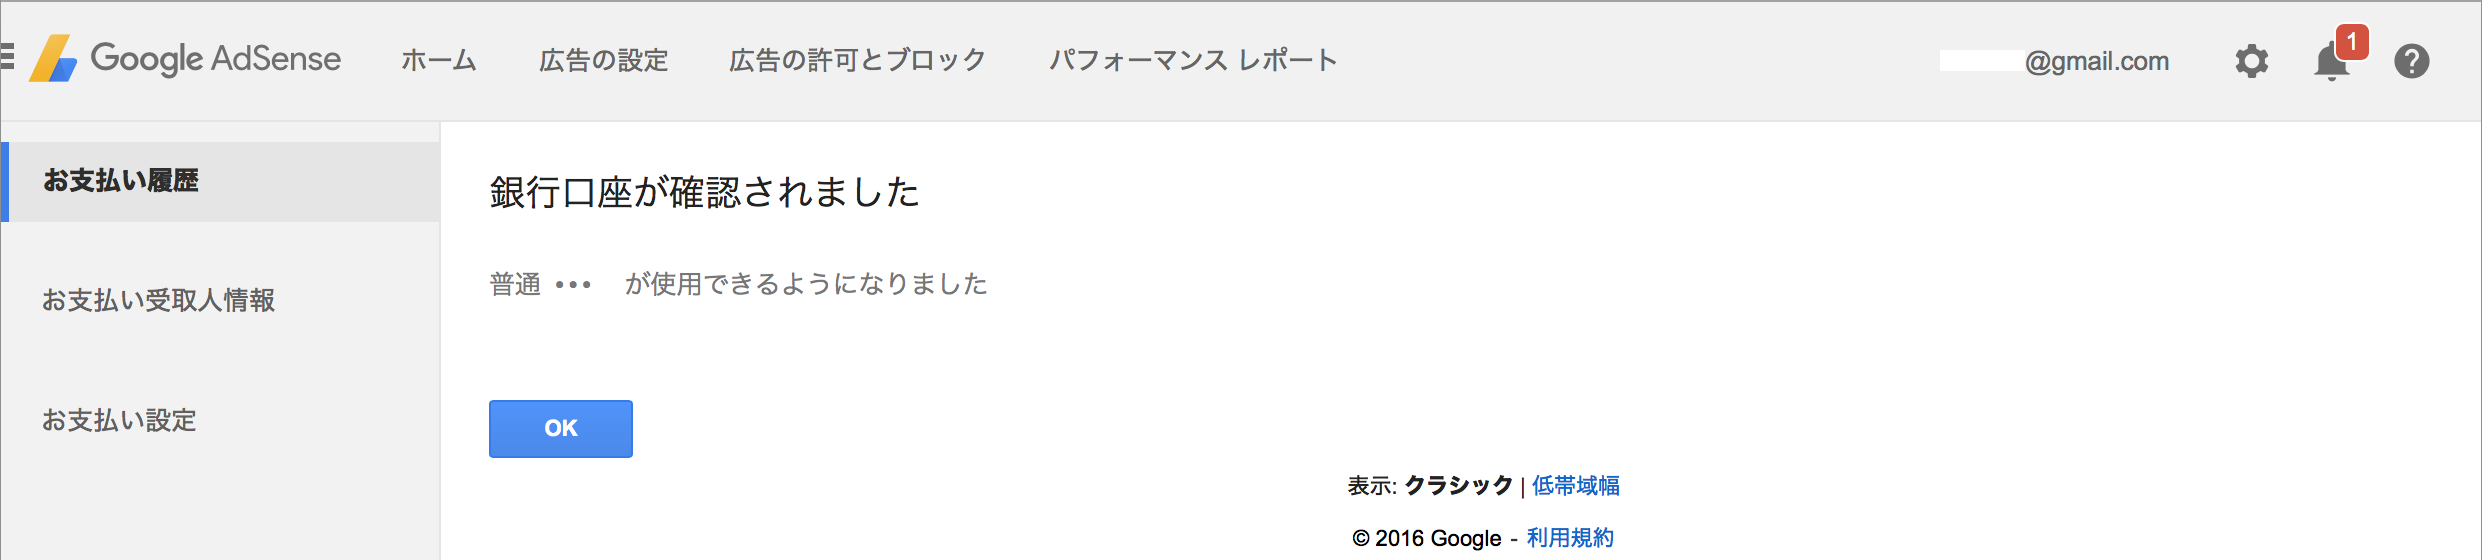 Google AdSense ホーム 広告の設定 広告の許可とブロック パフォーマンス レポート @gmail.com 1
お支払い履歴
お支払い受取人情報
お支払い設定
銀行口座が確認されました
普通 ••• が使用できるようになりました
OK
表示: クラシック | 低帯域幅
© 2016 Google - 利用規約